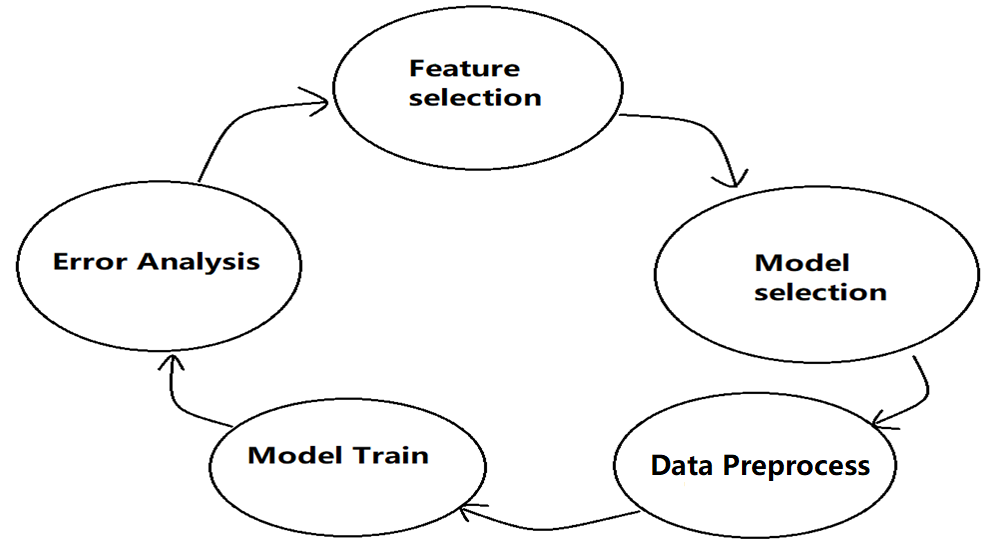 Feature
selection
Error Analysis
Model
selection
Model Train
Data Preprocess